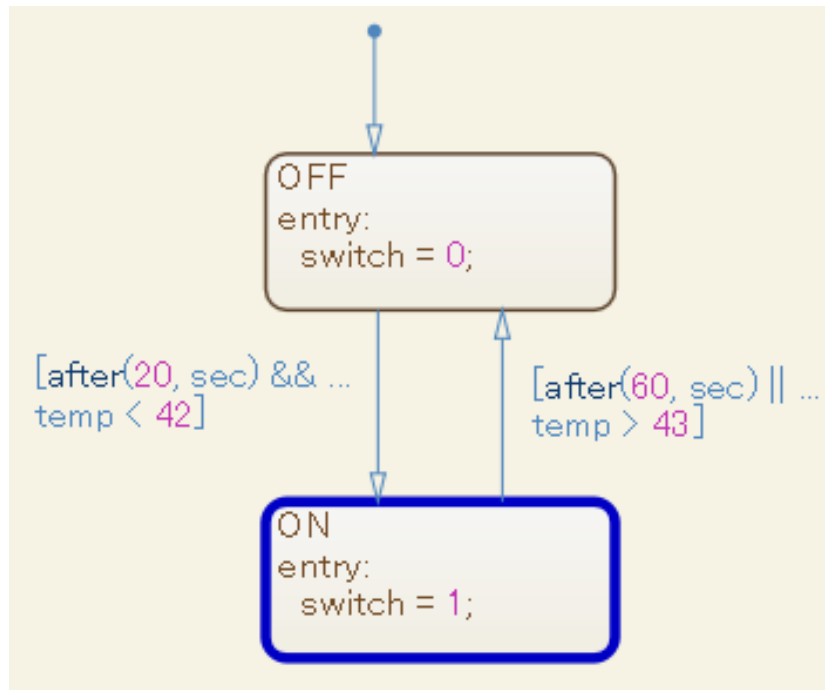 OFF
entry:
switch = 0;
[after(20, sec) && ...
temp < 42]
[after(60, sec) || ...
temp > 43]
ON
entry:
switch = 1;